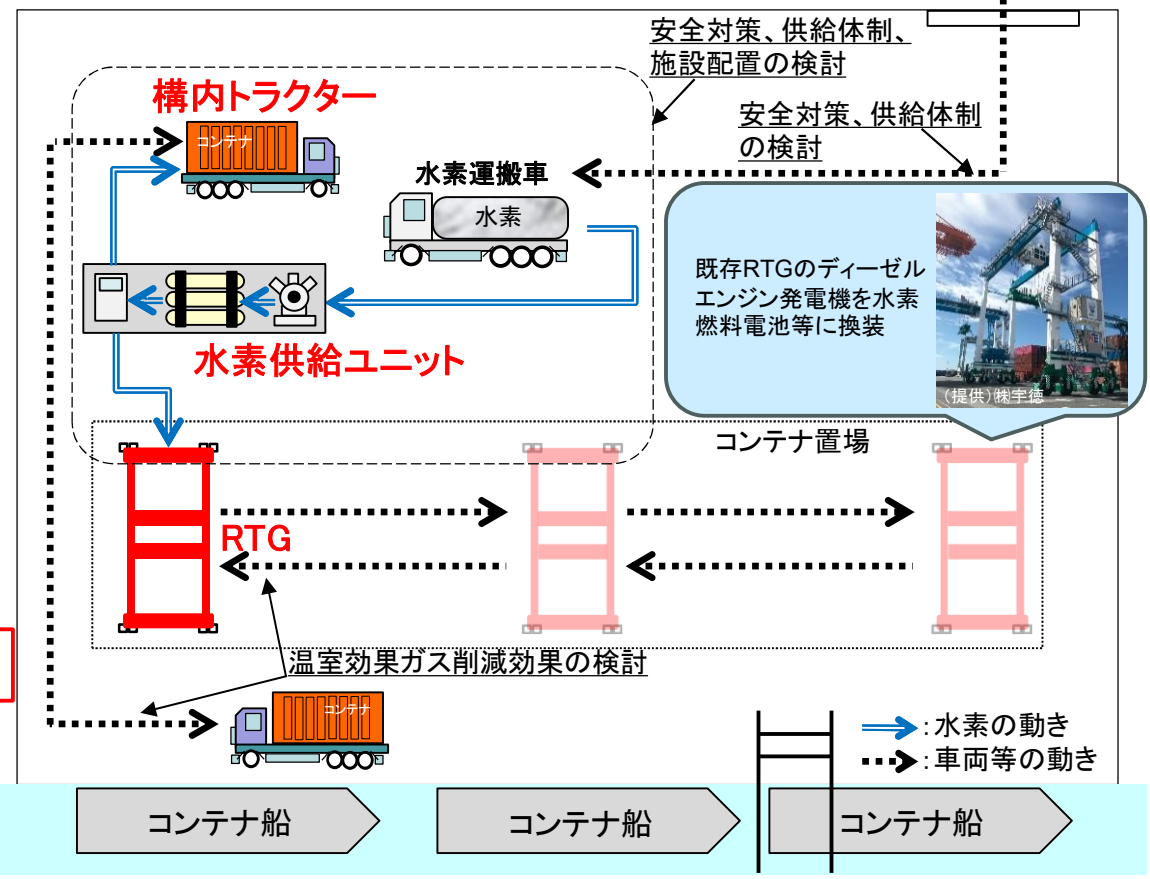 安全対策、供給体制、
施設配置の検討
構内トラクター
コンテナ
安全対策、供給体制
の検討
水素運搬車
水素
既存RTGのディーゼル
エンジン発電機を水素
燃料電池等に換装
(提供)㈱宇徳
水素供給ユニット
コンテナ置場
RTG
温室効果ガス削減効果の検討
コンテナ
:水素の動き
:車両等の動き
コンテナ船
コンテナ船
コンテナ船